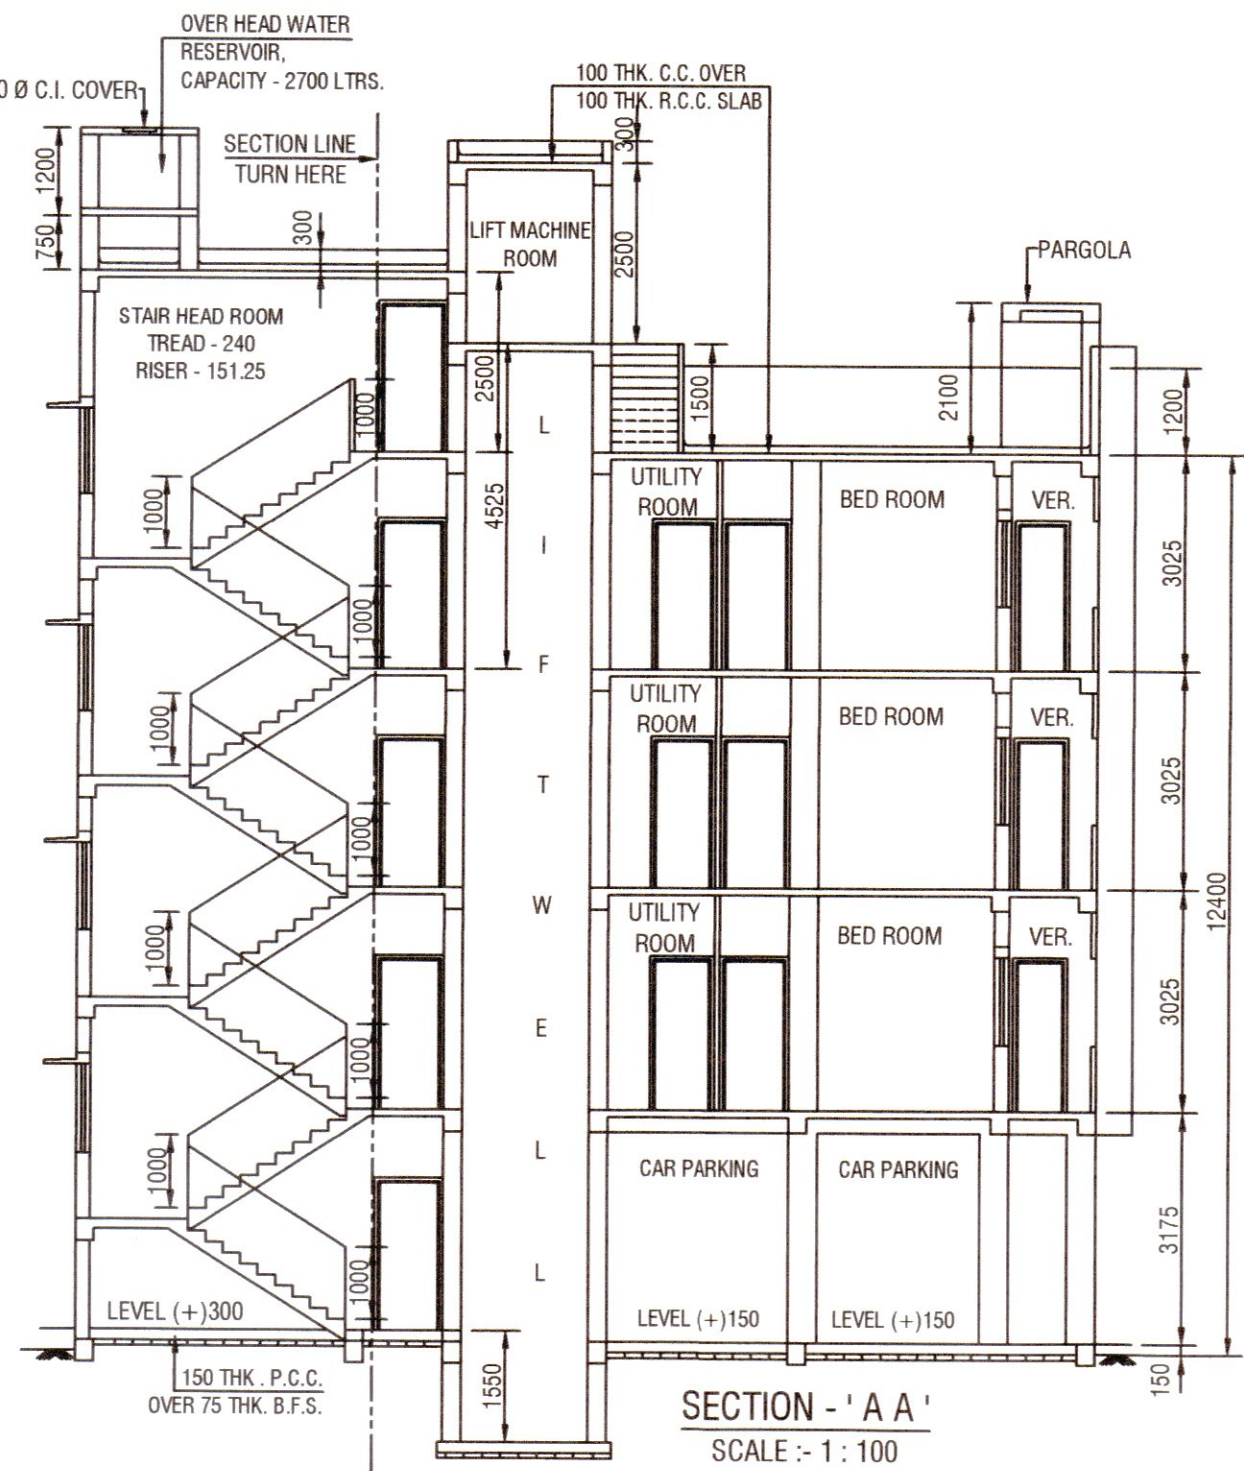 OVER HEAD WATER
RESERVOIR,
CAPACITY - 2700 LTRS.
0 Ø C.I. COVER
SECTION LINE
TURN HERE
100 THK. C.C. OVER
100 THK. R.C.C. SLAB
300
1200
750
300
LIFT MACHINE
ROOM
2500
PARGOLA
STAIR HEAD ROOM
TREAD - 240
RISER - 151.25
2500
1000
1500
2100
1200
LIFT WELL
4525
1000
UTILITY
ROOM
BED ROOM
VER.
3025
1000
1000
UTILITY
ROOM
BED ROOM
VER.
3025
1000
1000
UTILITY
ROOM
BED ROOM
VER.
3025
12400
1000
1000
CAR PARKING
CAR PARKING
3175
1000
LEVEL (+)300
LEVEL (+)150
LEVEL (+)150
150 THK . P.C.C.
OVER 75 THK. B.F.S.
1550
150
SECTION - ' A A '
SCALE :- 1 : 100